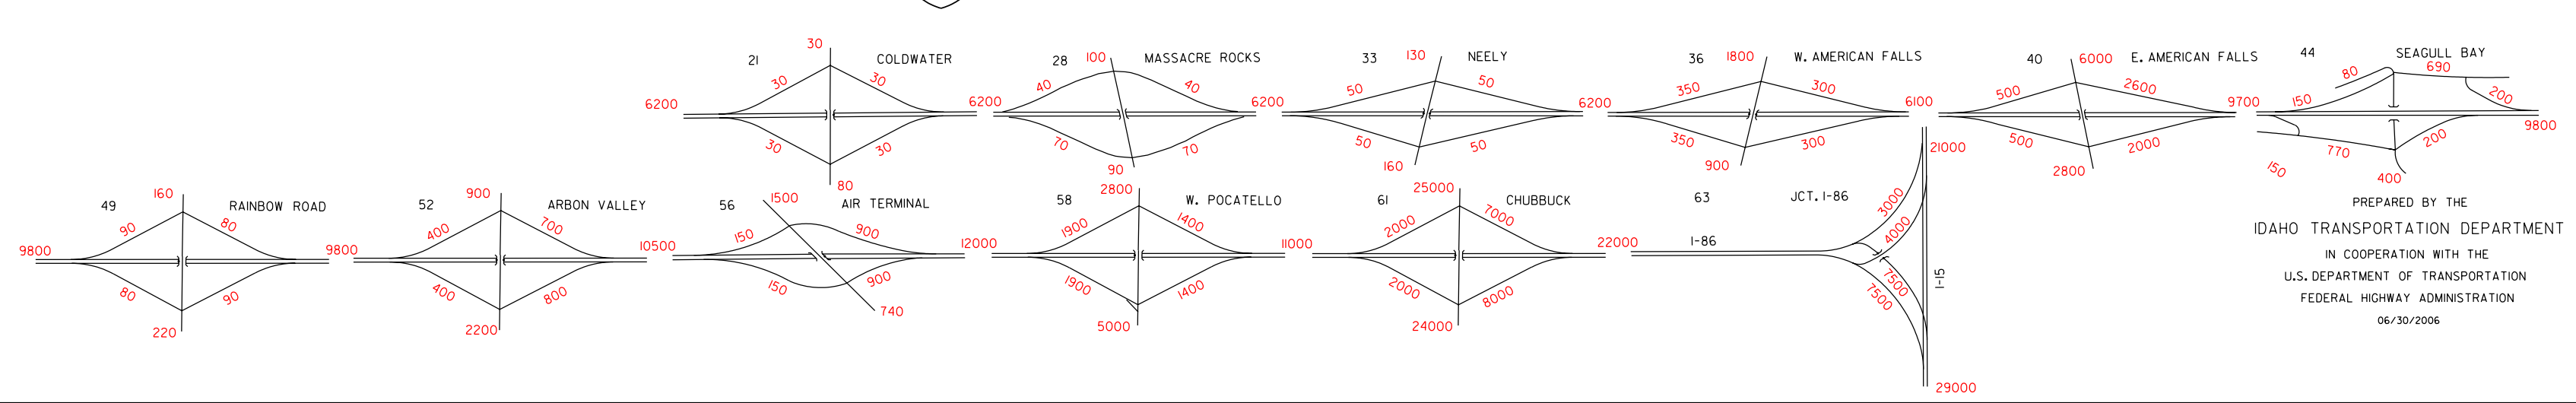 21 30 COLDWATER
30 30
6200 6200
30 30
80
28 100 MASSACRE ROCKS
40 40
6200
70 70
90
33 130 NEELY
50 50
6200
50 50
160
36 1800 W. AMERICAN FALLS
350 300
6100
350 300
900
40 6000 E. AMERICAN FALLS
500 2600
9700
500 2000
2800
44 SEAGULL BAY
80 690
150 200
9800
770 200
150 400
49 160 RAINBOW ROAD
90 80
9800 9800
80 90
220
52 900 ARBON VALLEY
400 700
10500
400 800
2200
56 1500 AIR TERMINAL
150 900
12000
150 900
740
58 2800 W. POCATELLO
1900 1400
11000
1900 1400
5000
61 25000 CHUBBUCK
2000 7000
22000
2000 8000
24000
63 JCT. I-86
21000
3000
4000
I-86
7500
7500
I-15
29000
PREPARED BY THE
IDAHO TRANSPORTATION DEPARTMENT
IN COOPERATION WITH THE
U.S. DEPARTMENT OF TRANSPORTATION
FEDERAL HIGHWAY ADMINISTRATION
06/30/2006